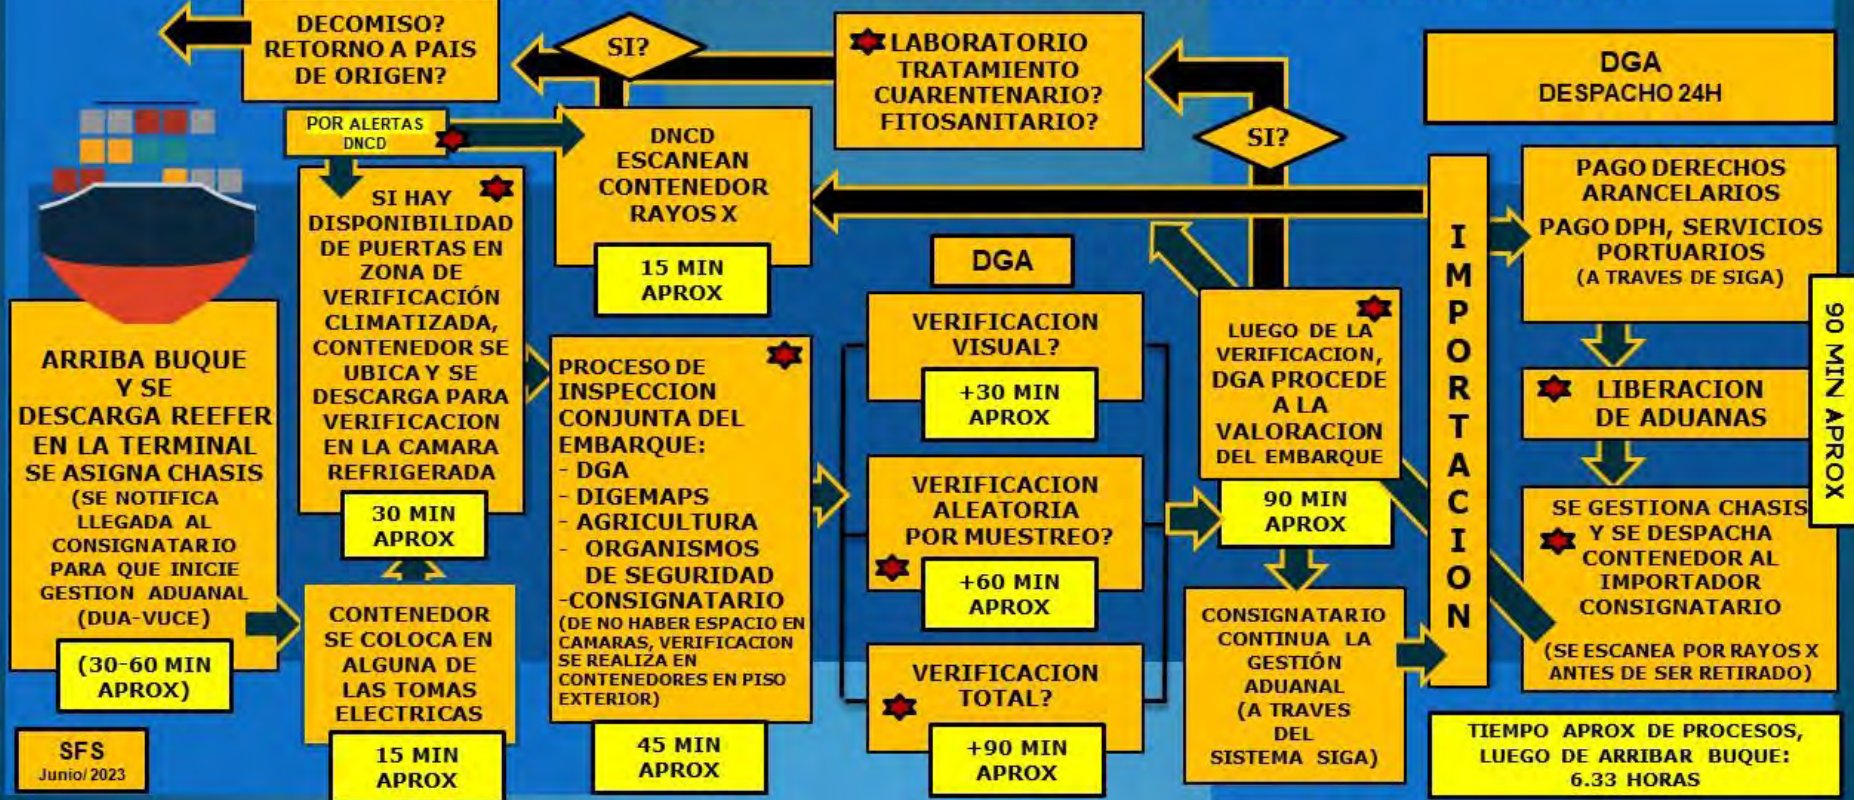 DECOMISO?
RETORNO A PAIS
DE ORIGEN?
SI?
LABORATORIO
TRATAMIENTO
CUARENTENARIO?
FITOSANITARIO?
SI?
DGA
DESPACHO 24H
POR ALERTAS
DNCD
DNCD
ESCANEAN
CONTENEDOR
RAYOS X
15 MIN
APROX
ARRIBA BUQUE
Y SE
DESCARGA REEFER
EN LA TERMINAL
SE ASIGNA CHASIS
(SE NOTIFICA
LLEGADA AL
CONSIGNATARIO
PARA QUE INICIE
GESTION ADUANAL
(DUA-VUCE)
(30-60 MIN
APROX)
SI HAY
DISPONIBILIDAD
DE PUERTAS EN
ZONA DE
VERIFICACIÓN
CLIMATIZADA,
CONTENEDOR SE
UBICA Y SE
DESCARGA PARA
VERIFICACION
EN LA CAMARA
REFRIGERADA
30 MIN
APROX
CONTENEDOR
SE COLOCA EN
ALGUNA DE
LAS TOMAS
ELECTRICAS
15 MIN
APROX
PROCESO DE
INSPECCION
CONJUNTA DEL
EMBARQUE:
- DGA
- DIGEMAPS
- AGRICULTURA
- ORGANISMOS
DE SEGURIDAD
-CONSIGNATARIO
(DE NO HABER ESPACIO EN
CAMARAS, VERIFICACION
SE REALIZA EN
CONTENEDORES EN PISO
EXTERIOR)
45 MIN
APROX
DGA
VERIFICACION
VISUAL?
+30 MIN
APROX
VERIFICACION
ALEATORIA
POR MUESTREO?
+60 MIN
APROX
VERIFICACION
TOTAL?
+90 MIN
APROX
LUEGO DE LA
VERIFICACION,
DGA PROCEDE
A LA
VALORACION
DEL EMBARQUE
90 MIN
APROX
CONSIGNATARIO
CONTINUA LA
GESTIÓN
ADUANAL
(A TRAVES
DEL
SISTEMA SIGA)
IMPORTACION
PAGO DERECHOS
ARANCELARIOS
PAGO DPH, SERVICIOS
PORTUARIOS
(A TRAVES DE SIGA)
LIBERACION
DE ADUANAS
SE GESTIONA CHASIS
Y SE DESPACHA
CONTENEDOR AL
IMPORTADOR
CONSIGNATARIO
(SE ESCANEA POR RAYOS X
ANTES DE SER RETIRADO)
90 MIN APROX
TIEMPO APROX DE PROCESOS,
LUEGO DE ARRIBAR BUQUE:
6.33 HORAS
SFS
Junio/2023